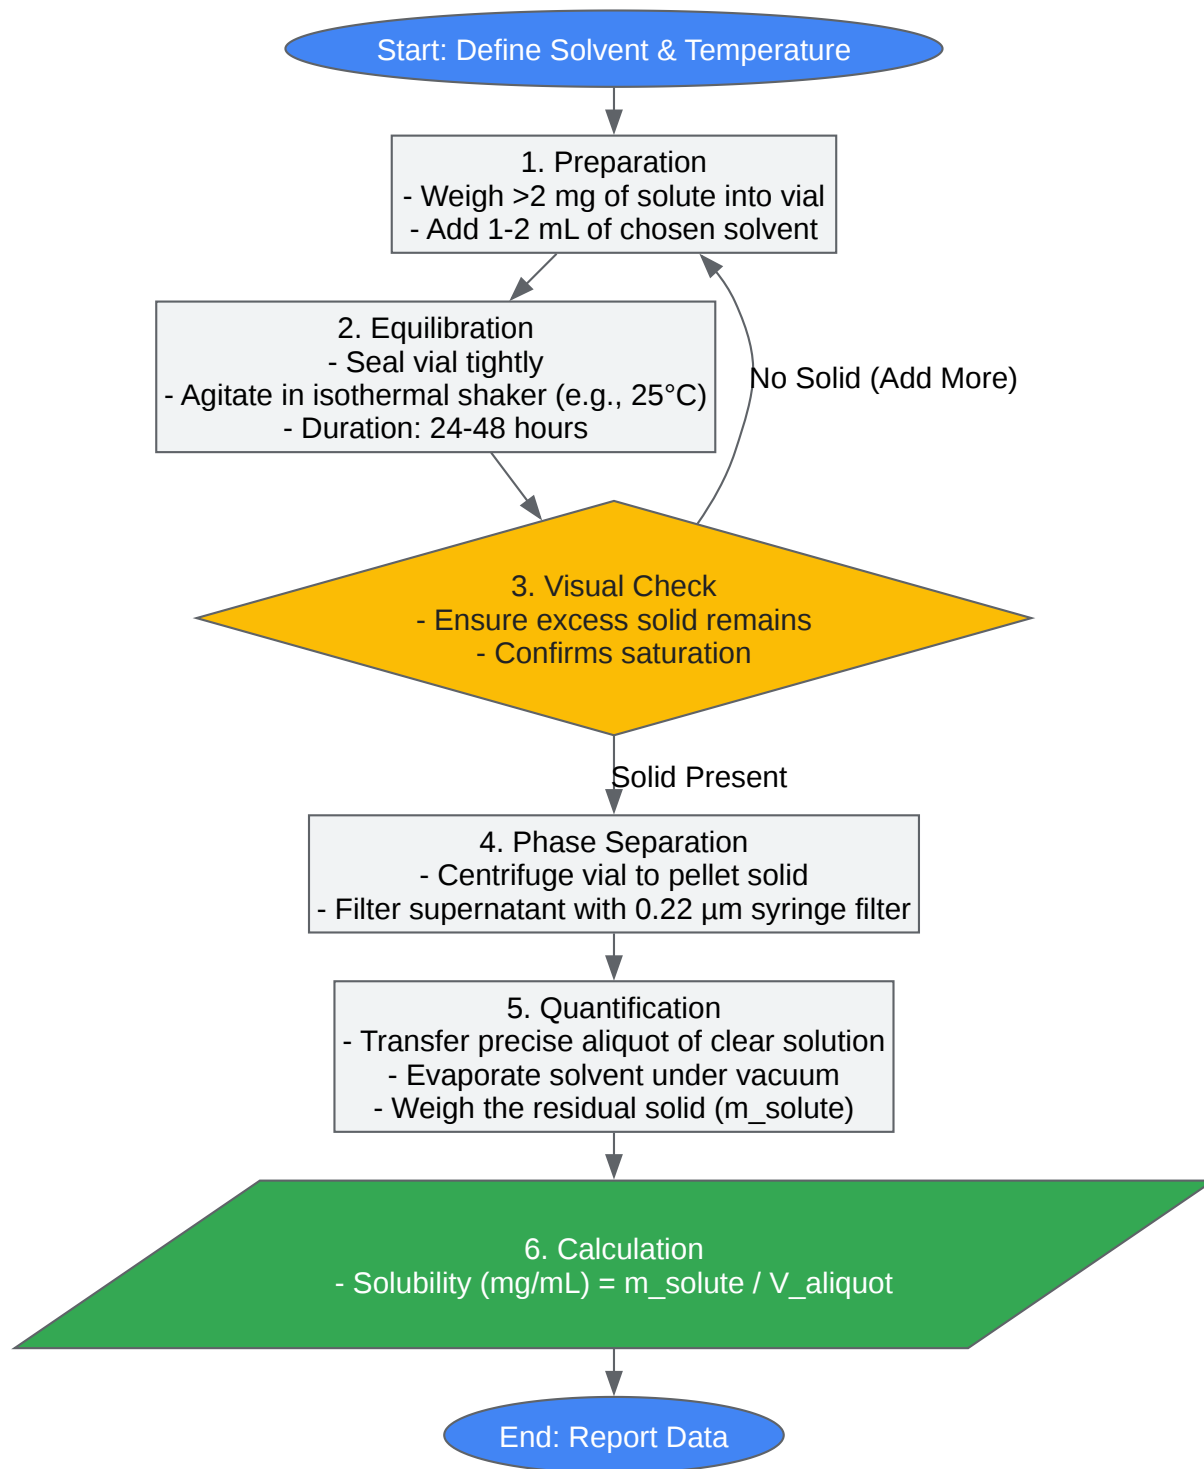 Start: Define Solvent & Temperature
1. Preparation
- Weigh >2 mg of solute into vial
- Add 1-2 mL of chosen solvent
2. Equilibration
- Seal vial tightly
- Agitate in isothermal shaker (e.g., 25°C)
- Duration: 24-48 hours
No Solid (Add More)
3. Visual Check
- Ensure excess solid remains
- Confirms saturation
Solid Present
4. Phase Separation
- Centrifuge vial to pellet solid
- Filter supernatant with 0.22 µm syringe filter
5. Quantification
- Transfer precise aliquot of clear solution
- Evaporate solvent under vacuum
- Weigh the residual solid (m_solute)
6. Calculation
- Solubility (mg/mL) = m_solute / V_aliquot
End: Report Data